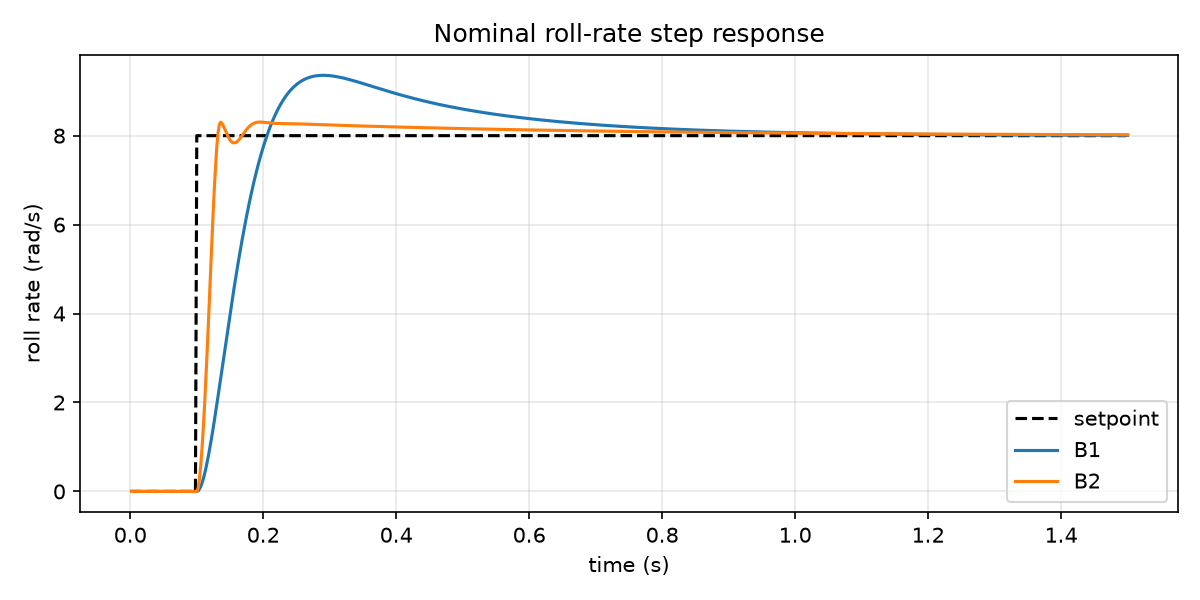 Nominal roll-rate step response
roll rate (rad/s)
8
6
4
2
0
setpoint
B1
B2
0.0 0.2 0.4 0.6 0.8 1.0 1.2 1.4
time (s)